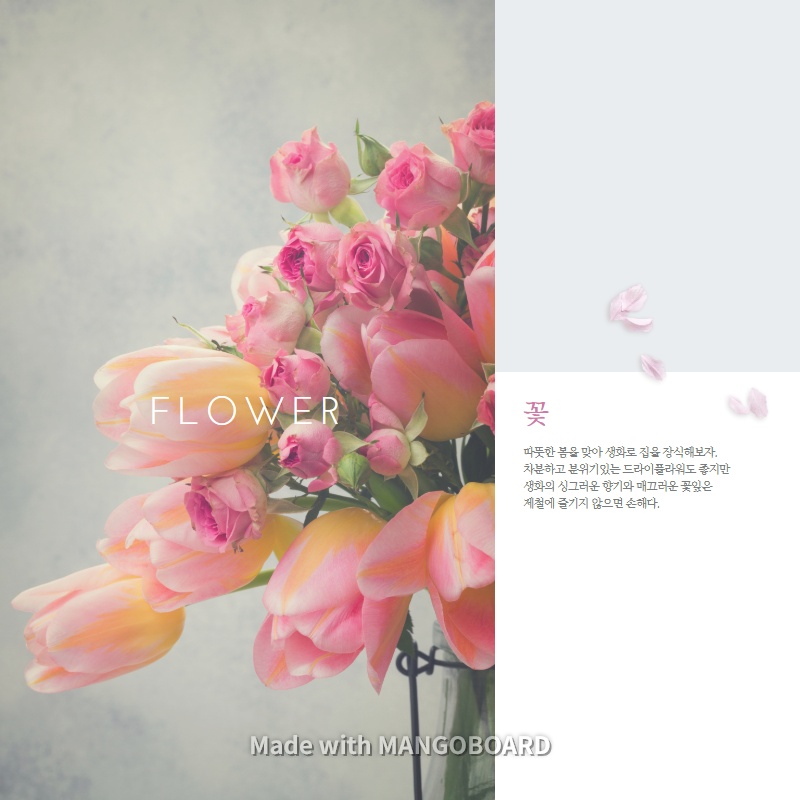 FLOWER
꽃
따뜻한 봄을 맞아 생화로 집을 장식해보자.
차분하고 분위기있는 드라이플라워도 좋지만
생화의 싱그러운 향기와 매끄러운 꽃잎은
제철에 즐기지 않으면 손해다.
Made with MANGOBOARD